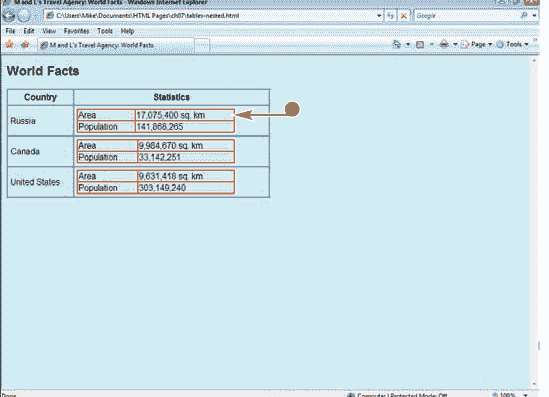 M and L's Travel Agency: World Facts - Windows Internet Explorer
C:\Users\Mike\Documents\HTML Pages\ch07\tables-nested.html
Google
File Edit View Favorites Tools Help
M and L's Travel Agency: World Facts
Page Tools
World Facts
Country Statistics
Russia
Area 17,075,400 sq. km
Population 141,868,265
Canada
Area 9,984,670 sq. km
Population 33,142,251
United States
Area 9,631,418 sq. km
Population 303,149,240
Done
Computer | Protected Mode: Off
100%